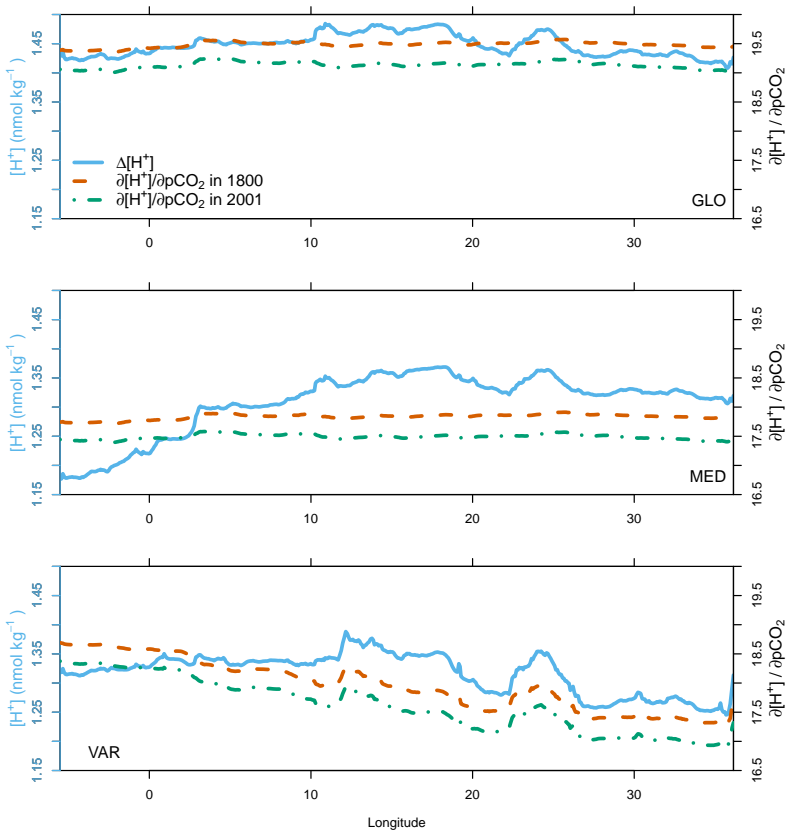 [H⁺] (nmol kg⁻¹ )
1.15 1.25 1.35 1.45
Δ[H⁺]
∂[H⁺]/∂pCO₂ in 1800
∂[H⁺]/∂pCO₂ in 2001
GLO
16.5 17.5 18.5 19.5
∂[H⁺] / ∂pCO₂
0 10 20 30
[H⁺] (nmol kg⁻¹ )
1.15 1.25 1.35 1.45
MED
16.5 17.5 18.5 19.5
∂[H⁺] / ∂pCO₂
0 10 20 30
[H⁺] (nmol kg⁻¹ )
1.15 1.25 1.35 1.45
VAR
16.5 17.5 18.5 19.5
∂[H⁺] / ∂pCO₂
0 10 20 30
Longitude